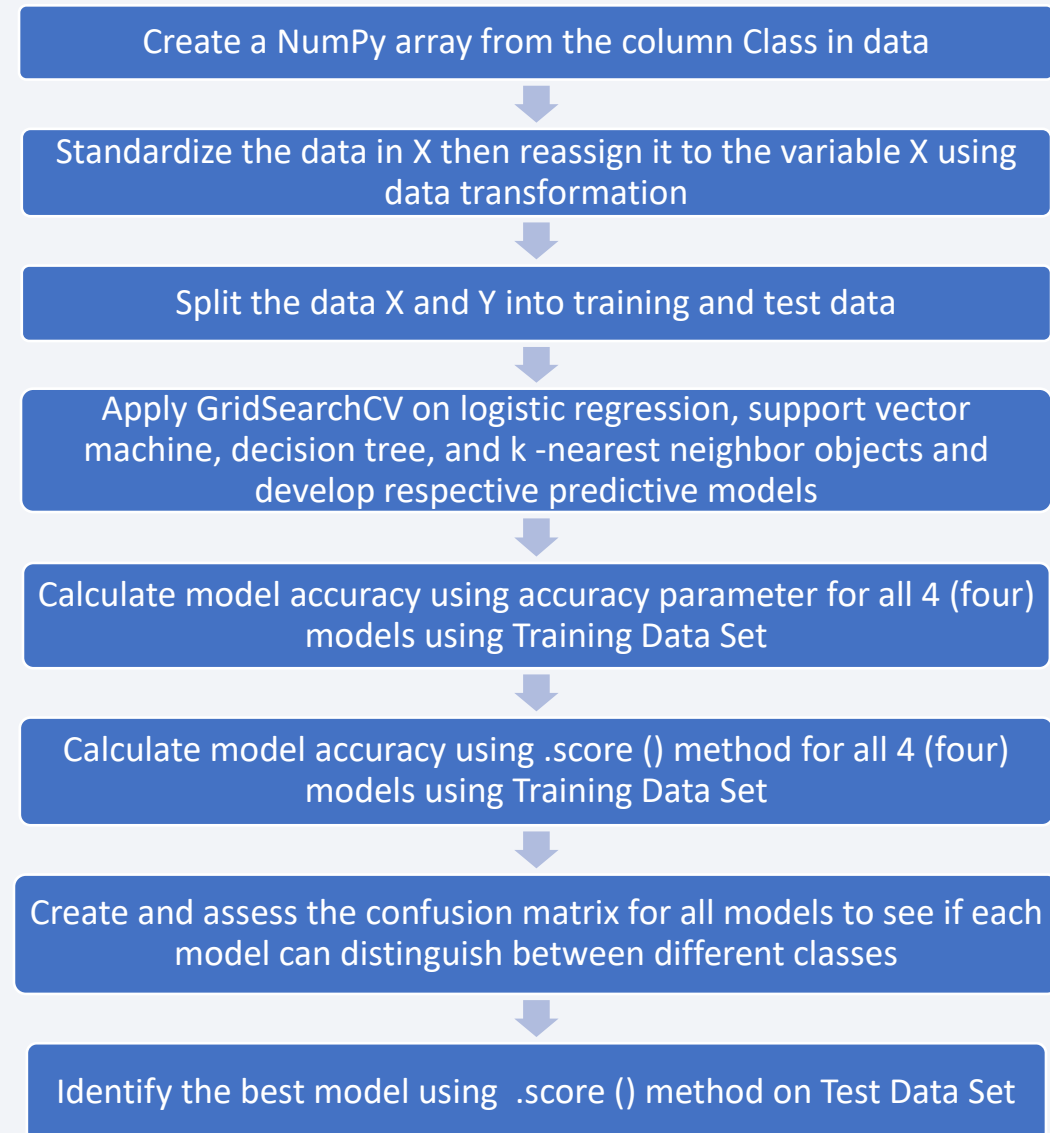 Create a NumPy array from the column Class in data
Standardize the data in X then reassign it to the variable X using
data transformation
Split the data X and Y into training and test data
Apply GridSearchCV on logistic regression, support vector
machine, decision tree, and k -nearest neighbor objects and
develop respective predictive models
Calculate model accuracy using accuracy parameter for all 4 (four)
models using Training Data Set
Calculate model accuracy using .score () method for all 4 (four)
models using Training Data Set
Create and assess the confusion matrix for all models to see if each
model can distinguish between different classes
Identify the best model using .score () method on Test Data Set